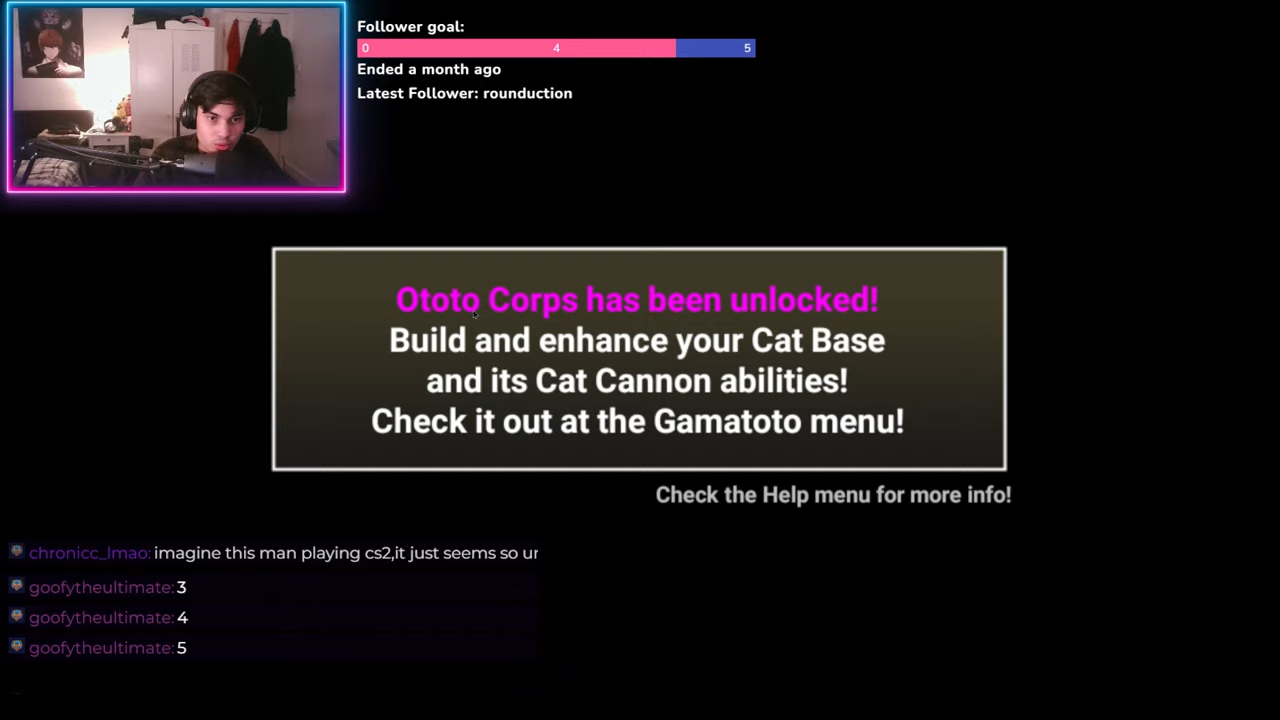 Follower goal:
0 4 5
Ended a month ago
Latest Follower: rounduction
Ototo Corps has been unlocked!
Build and enhance your Cat Base
and its Cat Cannon abilities!
Check it out at the Gamatoto menu!
Check the Help menu for more info!
chronicc_lmao: imagine this man playing cs2,it just seems so ur
goofytheultimate: 3
goofytheultimate: 4
goofytheultimate: 5